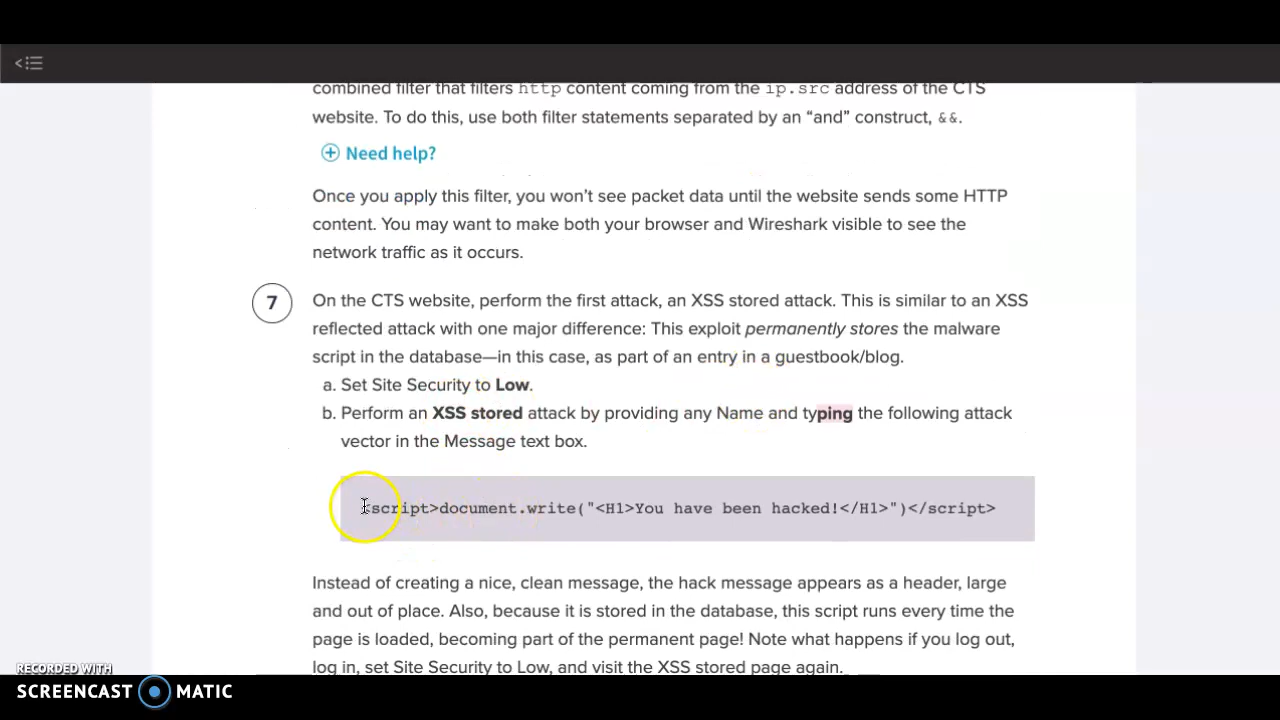 combined filter that filters http content coming from the ip.src address of the CTS
website. To do this, use both filter statements separated by an “and” construct, &&.
Need help?
Once you apply this filter, you won’t see packet data until the website sends some HTTP
content. You may want to make both your browser and Wireshark visible to see the
network traffic as it occurs.
7
On the CTS website, perform the first attack, an XSS stored attack. This is similar to an XSS
reflected attack with one major difference: This exploit permanently stores the malware
script in the database—in this case, as part of an entry in a guestbook/blog.
a. Set Site Security to Low.
b. Perform an XSS stored attack by providing any Name and typing the following attack
vector in the Message text box.
<script>document.write("<H1>You have been hacked!</H1>")</script>
Instead of creating a nice, clean message, the hack message appears as a header, large
and out of place. Also, because it is stored in the database, this script runs every time the
page is loaded, becoming part of the permanent page! Note what happens if you log out,
log in, set Site Security to Low, and visit the XSS stored page again.
RECORDED WITH
SCREENCAST MATIC